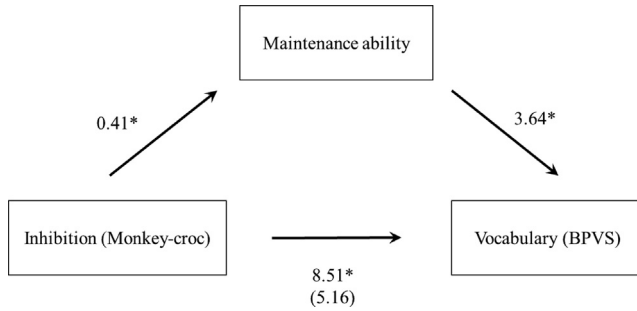 Maintenance ability
0.41*
3.64*
Inhibition (Monkey-croc)
Vocabulary (BPVS)
8.51*
(5.16)